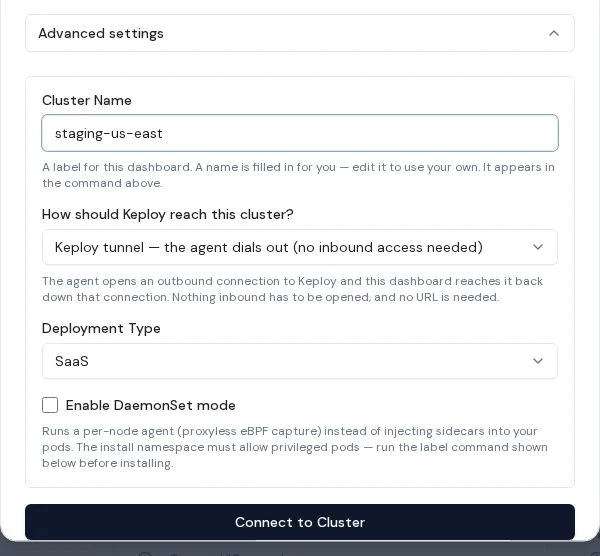 Advanced settings
Cluster Name
staging-us-east
A label for this dashboard. A name is filled in for you — edit it to use your own. It appears in
the command above.
How should Keploy reach this cluster?
Keploy tunnel — the agent dials out (no inbound access needed)
The agent opens an outbound connection to Keploy and this dashboard reaches it back
down that connection. Nothing inbound has to be opened, and no URL is needed.
Deployment Type
SaaS
Enable DaemonSet mode
Runs a per-node agent (proxyless eBPF capture) instead of injecting sidecars into your
pods. The install namespace must allow privileged pods — run the label command shown
below before installing.
Connect to Cluster